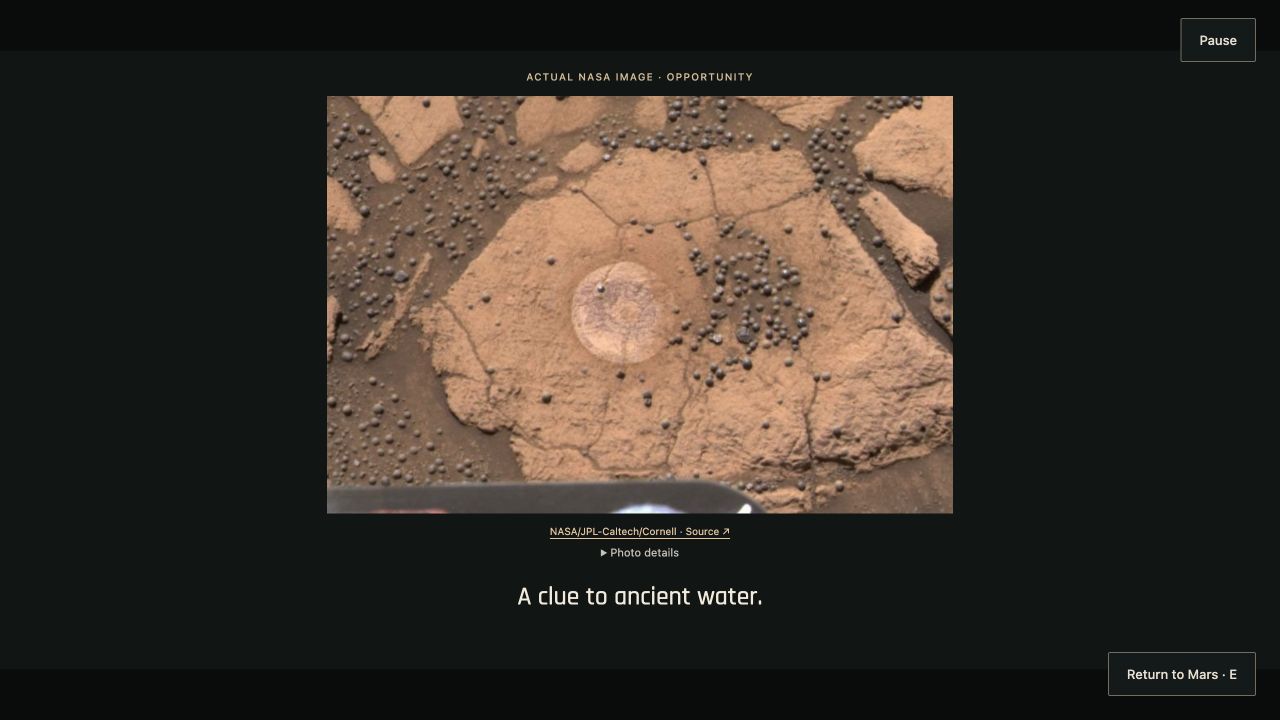 Pause
ACTUAL NASA IMAGE · OPPORTUNITY
NASA/JPL-Caltech/Cornell · Source ↗
▶ Photo details
A clue to ancient water.
Return to Mars · E